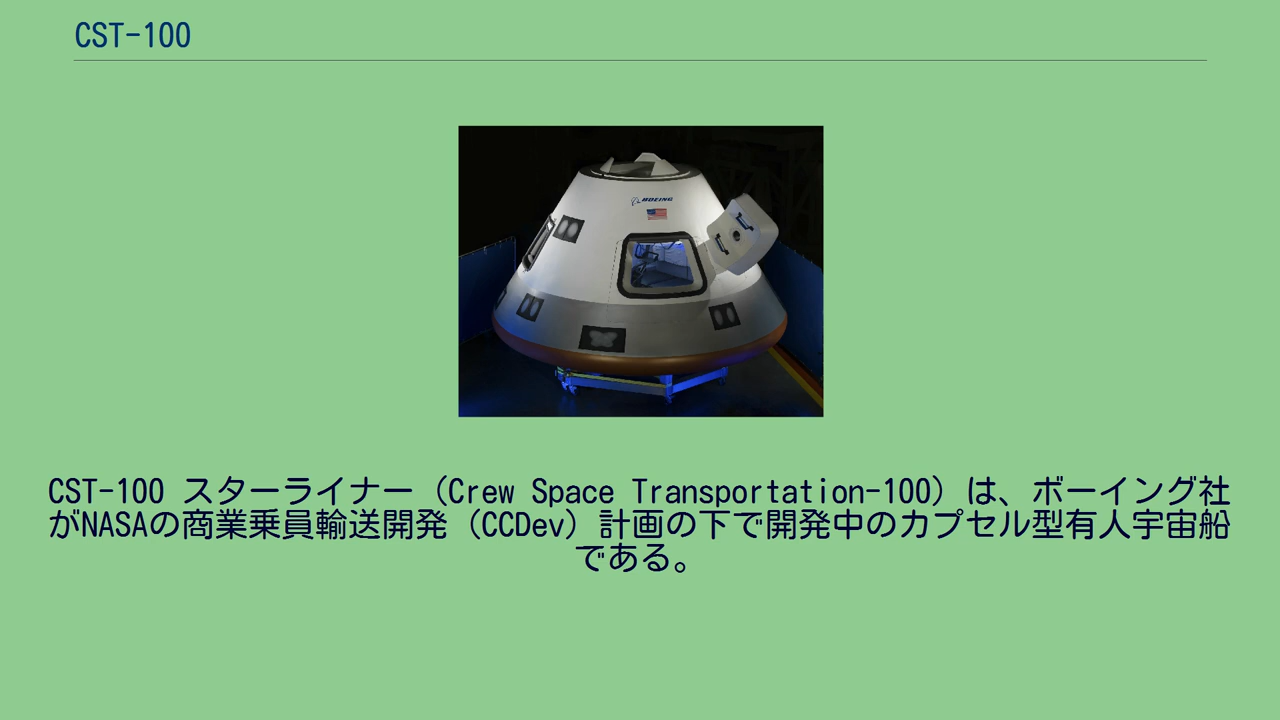 CST-100
BOEING
CST-100 スターライナー（Crew Space Transportation-100）は、ボーイング社
がNASAの商業乗員輸送開発（CCDev）計画の下で開発中のカプセル型有人宇宙船
である。